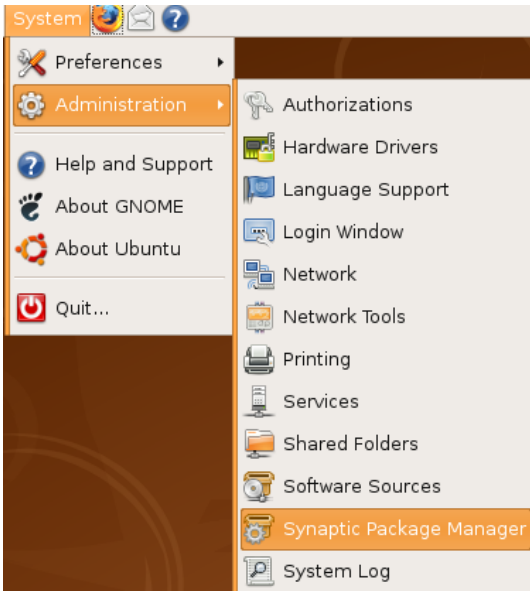 System
Preferences
Administration
Help and Support
About GNOME
About Ubuntu
Quit...
Authorizations
Hardware Drivers
Language Support
Login Window
Network
Network Tools
Printing
Services
Shared Folders
Software Sources
Synaptic Package Manager
System Log